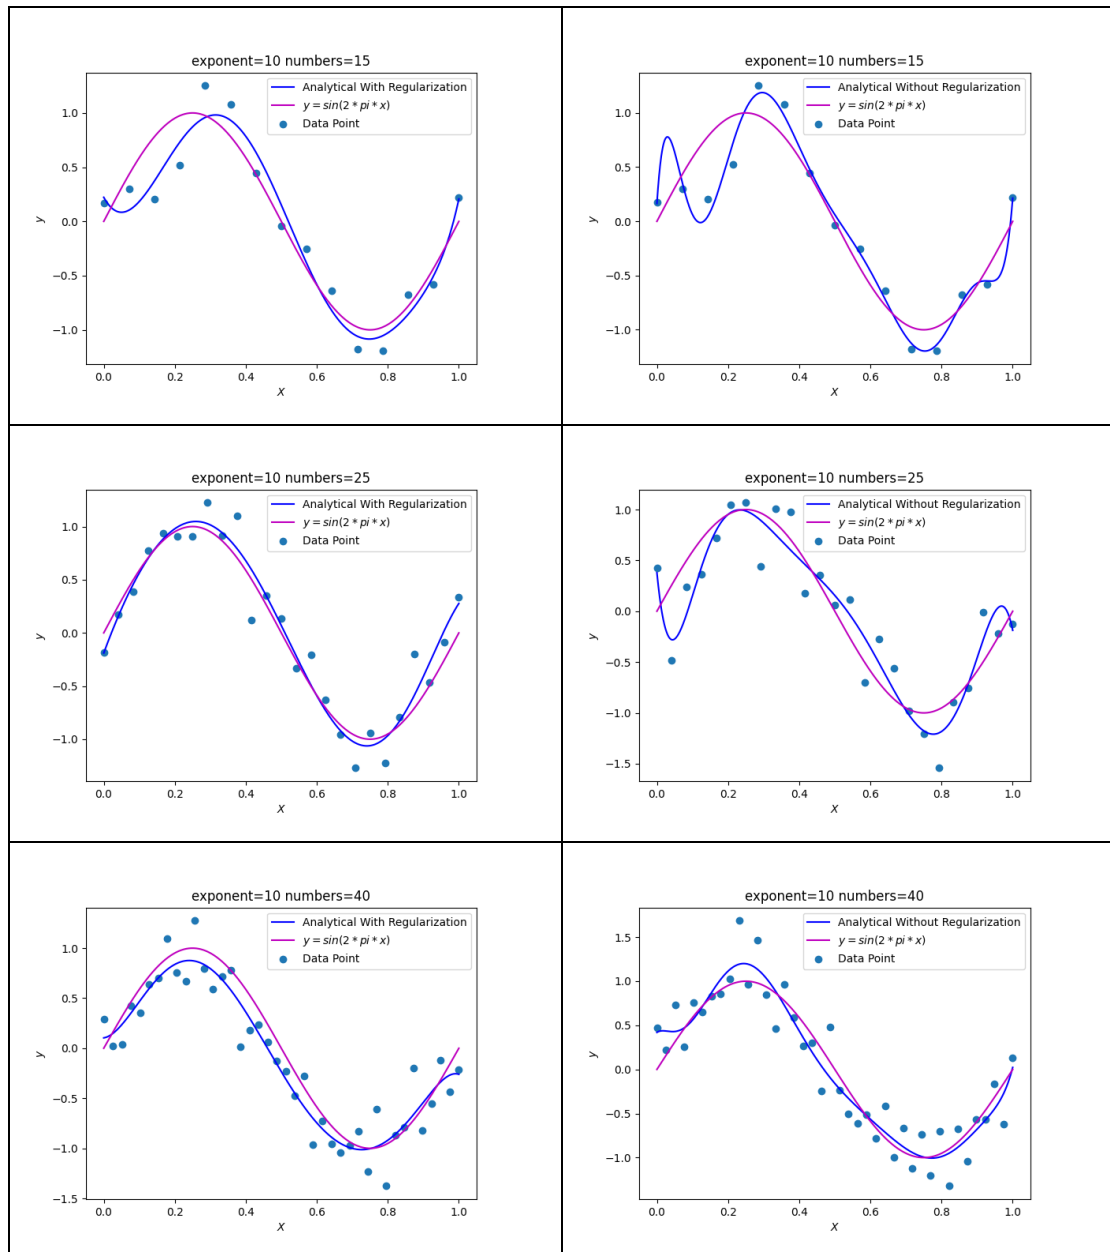 exponent=10 numbers=15
Analytical With Regularization
y = sin(2 * pi * x)
Data Point
1.0
0.5
0.0
−0.5
−1.0
y
0.0 0.2 0.4 0.6 0.8 1.0
X
exponent=10 numbers=15
Analytical Without Regularization
y = sin(2 * pi * x)
Data Point
1.0
0.5
0.0
−0.5
−1.0
y
0.0 0.2 0.4 0.6 0.8 1.0
X
exponent=10 numbers=25
Analytical With Regularization
y = sin(2 * pi * x)
Data Point
1.0
0.5
0.0
−0.5
−1.0
y
0.0 0.2 0.4 0.6 0.8 1.0
X
exponent=10 numbers=25
Analytical Without Regularization
y = sin(2 * pi * x)
Data Point
1.0
0.5
0.0
−0.5
−1.0
−1.5
y
0.0 0.2 0.4 0.6 0.8 1.0
X
exponent=10 numbers=40
Analytical With Regularization
y = sin(2 * pi * x)
Data Point
1.0
0.5
0.0
−0.5
−1.0
−1.5
y
0.0 0.2 0.4 0.6 0.8 1.0
X
exponent=10 numbers=40
Analytical Without Regularization
y = sin(2 * pi * x)
Data Point
1.5
1.0
0.5
0.0
−0.5
−1.0
y
0.0 0.2 0.4 0.6 0.8 1.0
X